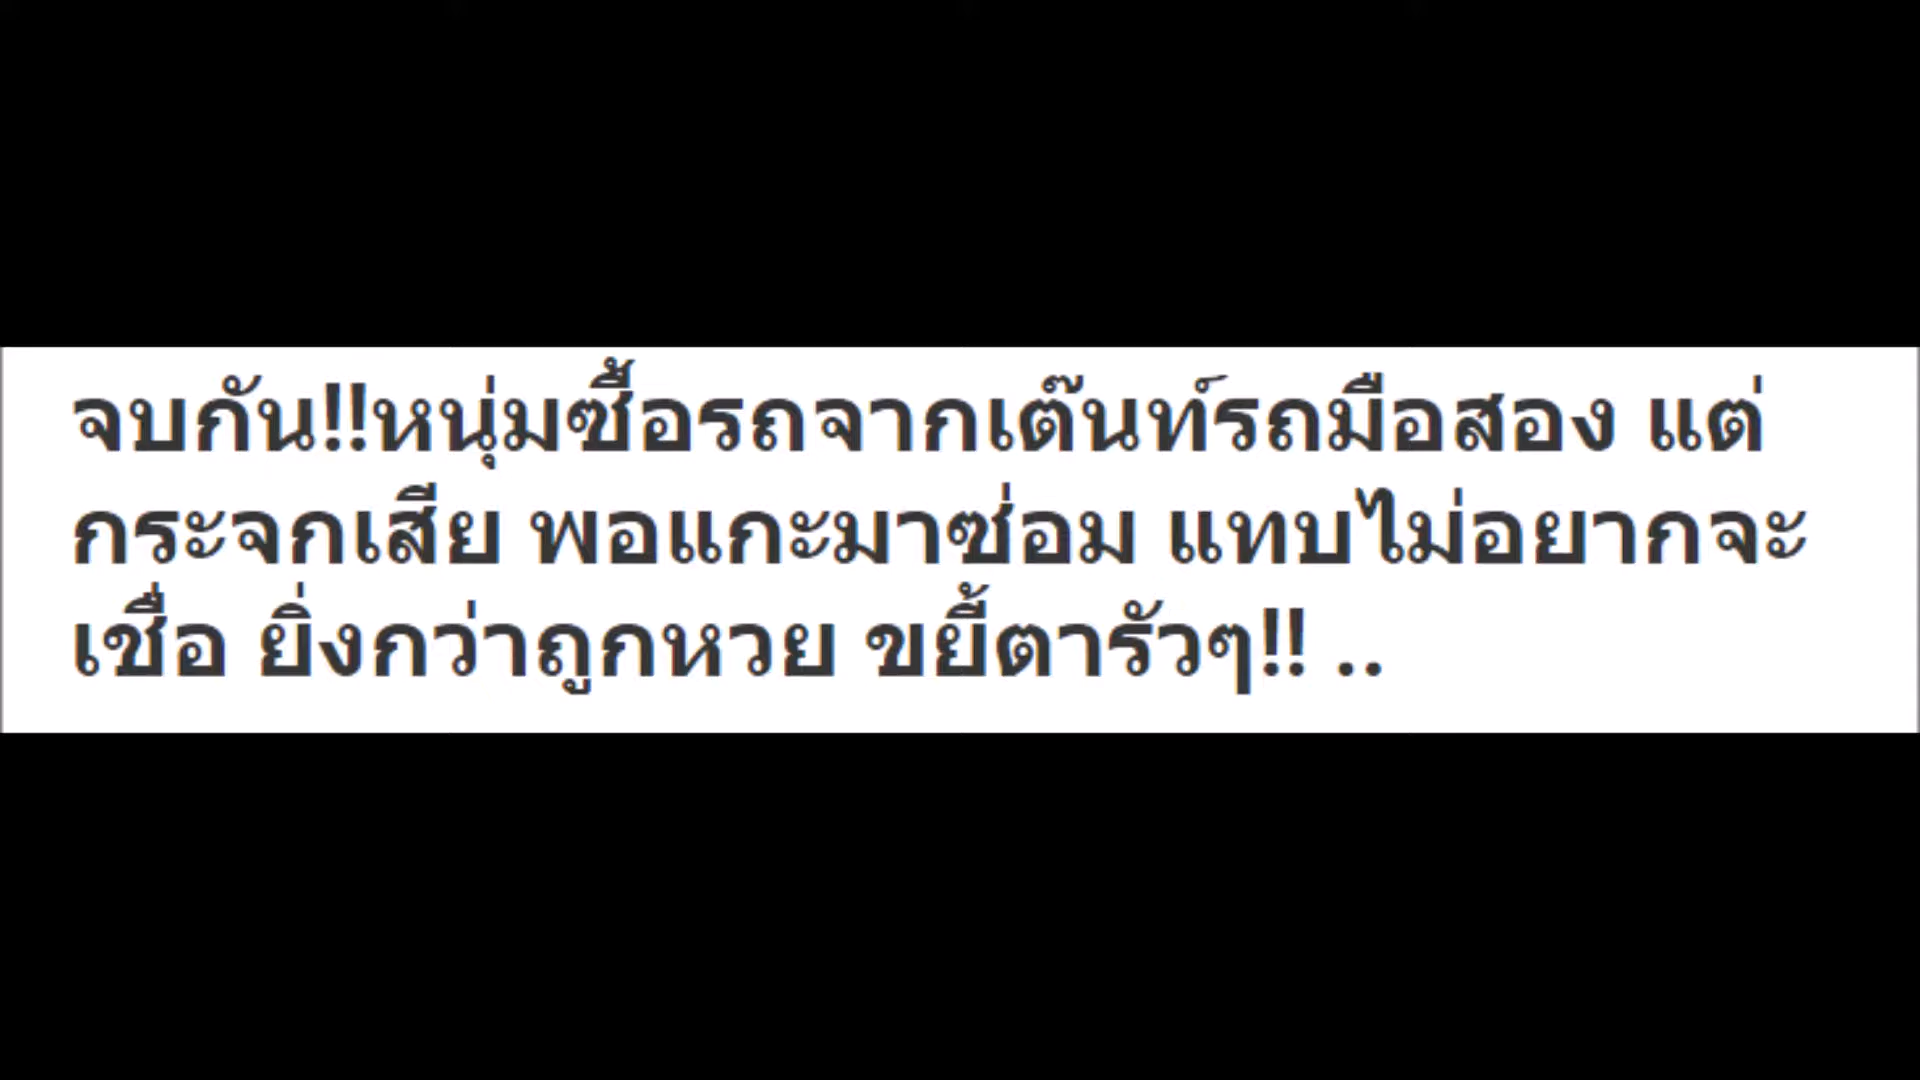 จบกัน!!หนุ่มซื้อรถจากเต๊นท์รถมือสอง แต่
กระจกเสีย พอแกะมาซ่อม แทบไม่อยากจะ
เชื่อ ยิ่งกว่าถูกหวย ขยี้ตารัวๆ!! ..